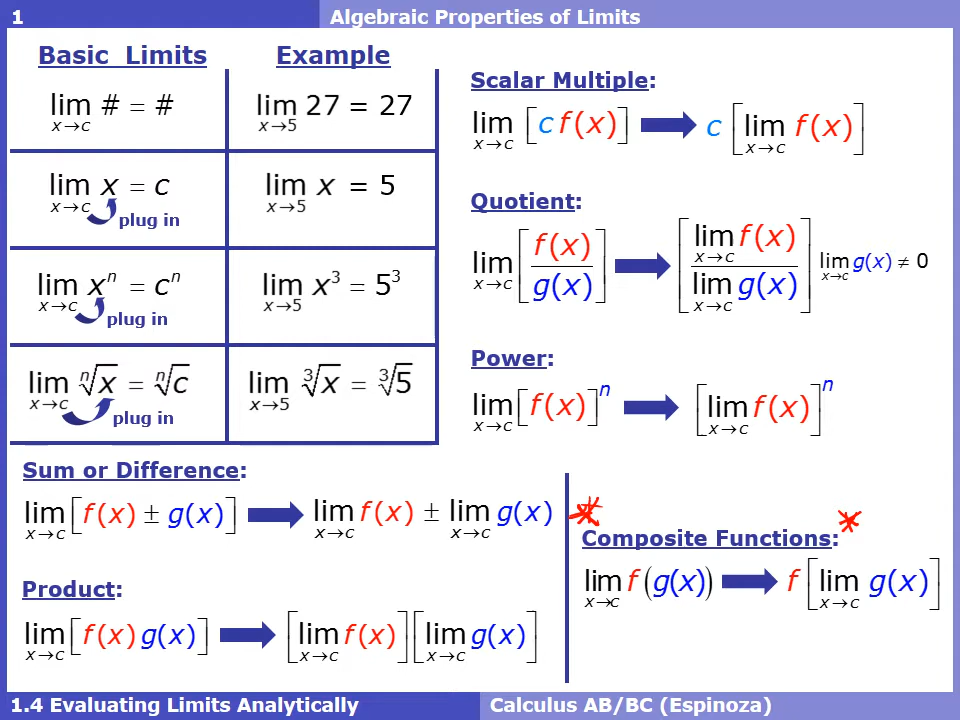 1
Algebraic Properties of Limits
Basic Limits
Example
lim # = #
x→c
lim 27 = 27
x→5
lim x = c
x→c
plug in
lim x = 5
x→5
lim xⁿ = cⁿ
x→c
plug in
lim x³ = 5³
x→5
lim ⁿ√x = ⁿ√c
x→c
plug in
lim ³√x = ³√5
x→5
Sum or Difference:
lim [f(x) ± g(x)] → lim f(x) ± lim g(x)
x→c x→c x→c
Product:
lim [f(x) g(x)] → [lim f(x)] [lim g(x)]
x→c x→c x→c
Scalar Multiple:
lim [c f(x)] → c [lim f(x)]
x→c x→c
Quotient:
lim [f(x) / g(x)] → [lim f(x) / lim g(x)] lim g(x) ≠ 0
x→c x→c x→c x→c
Power:
lim [f(x)]ⁿ → [lim f(x)]ⁿ
x→c x→c
Composite Functions:
lim f(g(x)) → f [lim g(x)]
x→c x→c
1.4 Evaluating Limits Analytically
Calculus AB/BC (Espinoza)